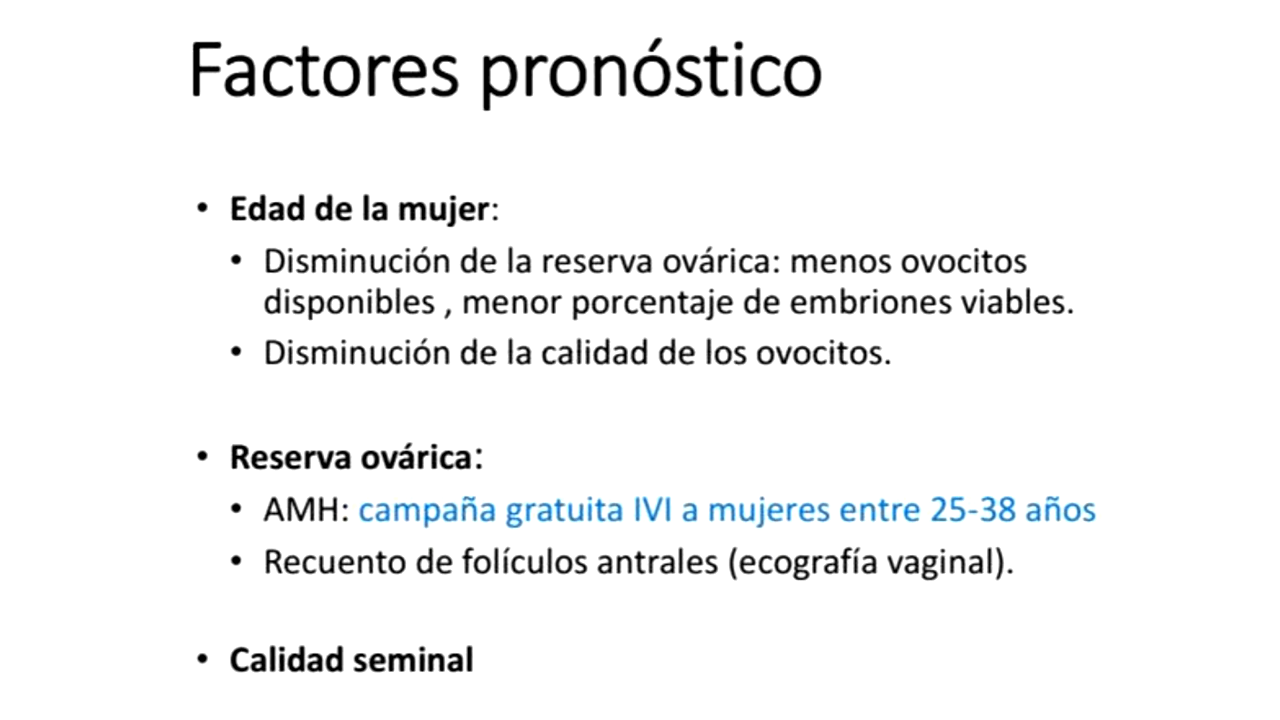 Factores pronóstico
• Edad de la mujer:
• Disminución de la reserva ovárica: menos ovocitos
disponibles , menor porcentaje de embriones viables.
• Disminución de la calidad de los ovocitos.
• Reserva ovárica:
• AMH: campaña gratuita IVI a mujeres entre 25-38 años
• Recuento de folículos antrales (ecografía vaginal).
• Calidad seminal